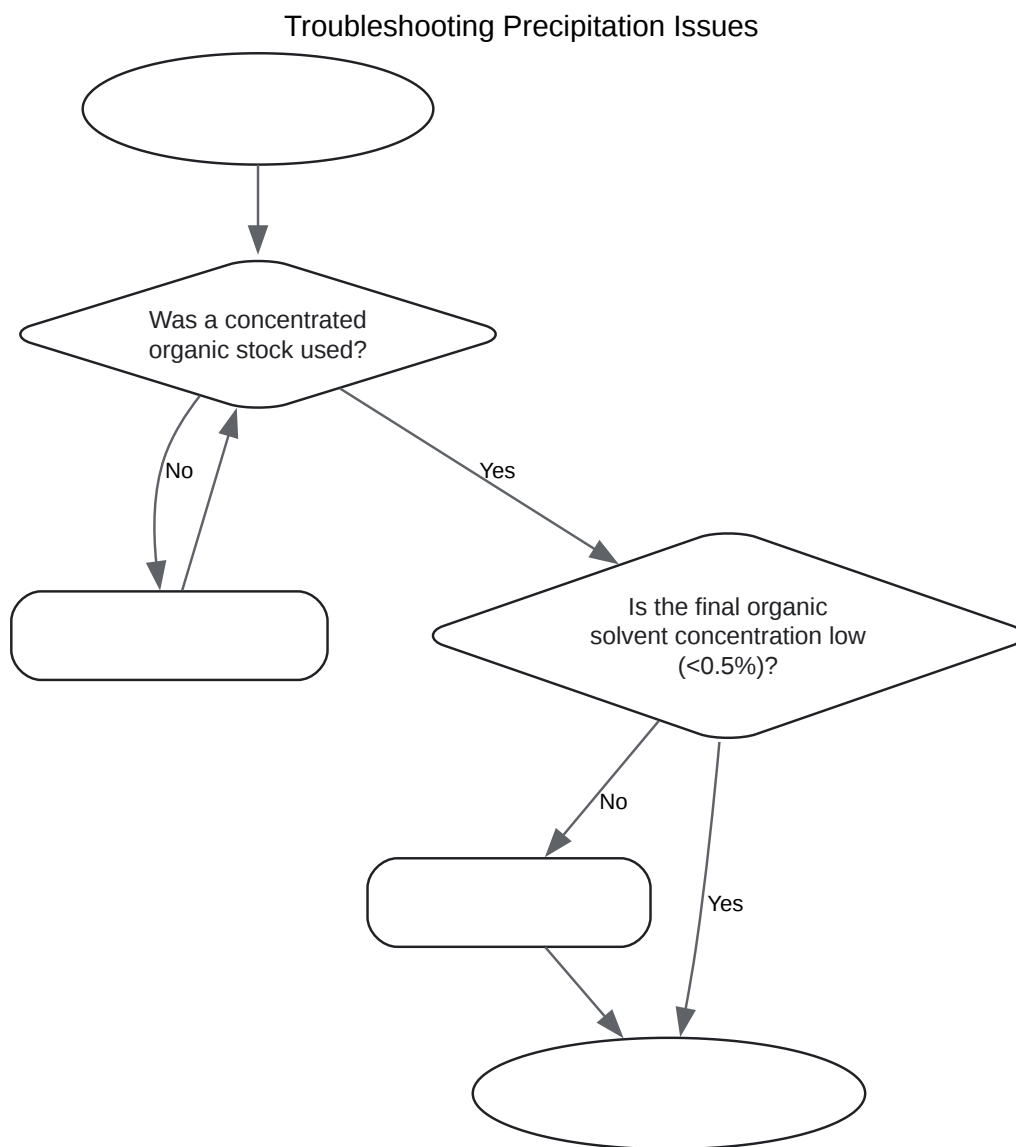 Troubleshooting Precipitation Issues
Was a concentrated
organic stock used?
No
Yes
Is the final organic
solvent concentration low
(<0.5%)?
No
Yes